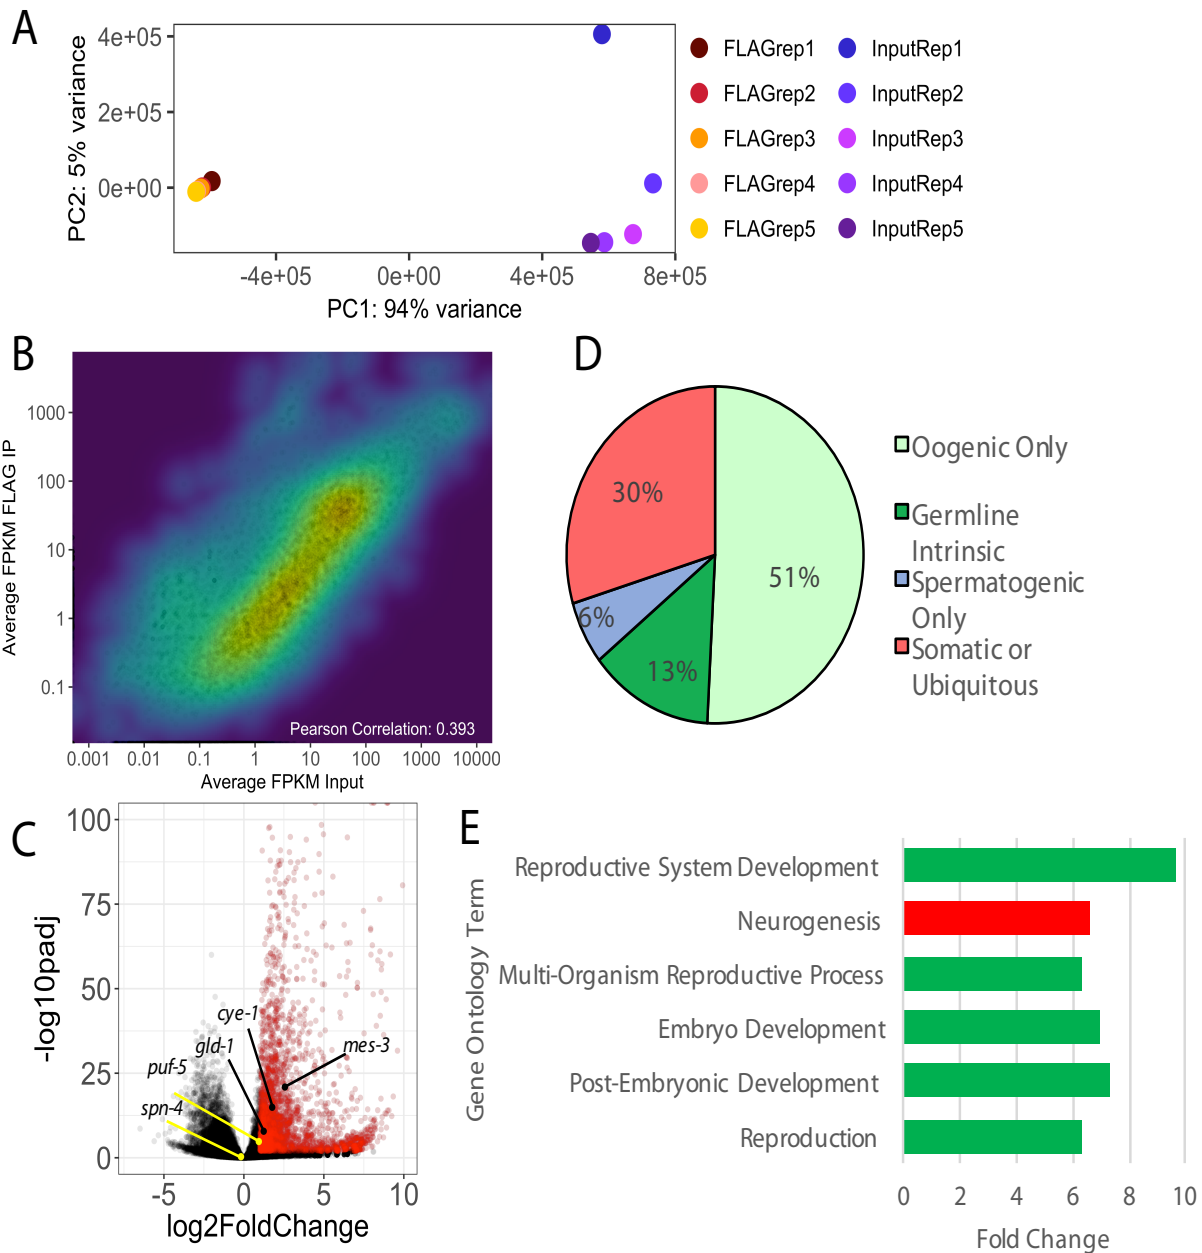 A
4e+05
2e+05
0e+00
PC2: 5% variance
-4e+05
0e+00
4e+05
8e+05
PC1: 94% variance
FLAGrep1
InputRep1
FLAGrep2
InputRep2
FLAGrep3
InputRep3
FLAGrep4
InputRep4
FLAGrep5
InputRep5
B
1000
100
10
1
0.1
Average FPKM FLAG IP
Pearson Correlation: 0.393
0.001
0.01
0.1
1
10
100
1000
10000
Average FPKM Input
D
30%
51%
6%
13%
Oogenic Only
Germline
Intrinsic
Spermatogenic
Only
Somatic or
Ubiquitous
C
100
75
50
25
0
-log10padj
cye-1
gld-1
mes-3
puf-5
spn-4
-5
0
5
10
log2FoldChange
E
Gene Ontology Term
Reproductive System Development
Neurogenesis
Multi-Organism Reproductive Process
Embryo Development
Post-Embryonic Development
Reproduction
0
2
4
6
8
10
Fold Change